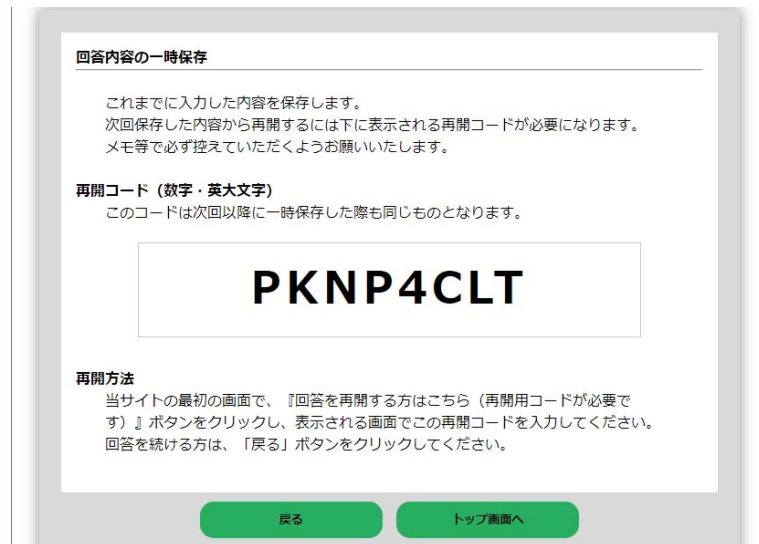 回答内容の一時保存
これまでに入力した内容を保存します。
次回保存した内容から再開するには下に表示される再開コードが必要になります。
メモ等で必ず控えていただくようお願いいたします。
再開コード（数字・英大文字）
このコードは次回以降に一時保存した際も同じものとなります。
PKNP4CLT
再開方法
当サイトの最初の画面で、『回答を再開する方はこちら（再開用コードが必要で
す）』ボタンをクリックし、表示される画面でこの再開コードを入力してください。
回答を続ける方は、「戻る」ボタンをクリックしてください。
戻る
トップ画面へ